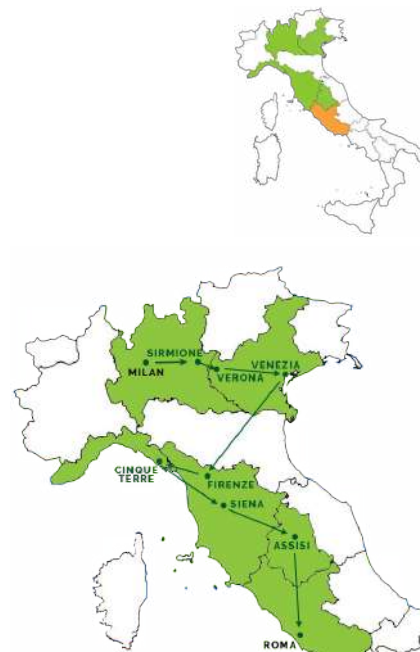 SIRMIONE
MILAN
VENEZIA
VERONA
CINQUE
TERRE
FIRENZE
SIENA
ASSISI
ROMA